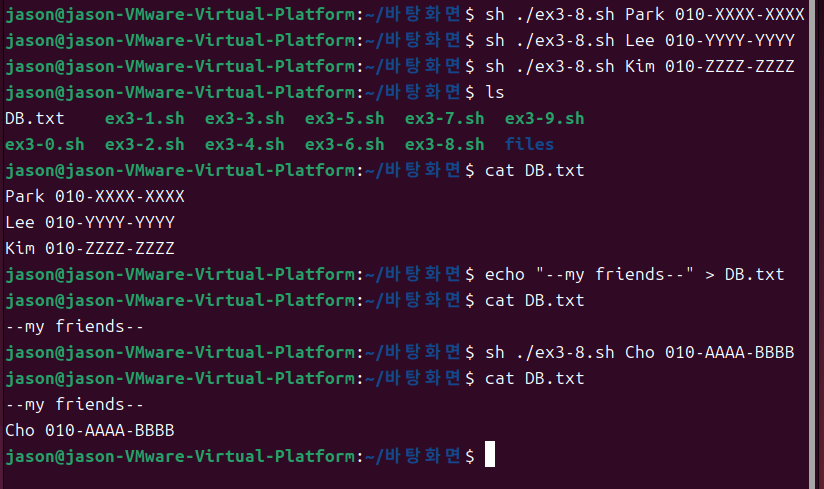 jason@jason-VMware-Virtual-Platform:~/바탕화면$ sh ./ex3-8.sh Park 010-XXXX-XXXX
jason@jason-VMware-Virtual-Platform:~/바탕화면$ sh ./ex3-8.sh Lee 010-YYYY-YYYY
jason@jason-VMware-Virtual-Platform:~/바탕화면$ sh ./ex3-8.sh Kim 010-ZZZZ-ZZZZ
jason@jason-VMware-Virtual-Platform:~/바탕화면$ ls
DB.txt    ex3-1.sh  ex3-3.sh  ex3-5.sh  ex3-7.sh  ex3-9.sh
ex3-0.sh  ex3-2.sh  ex3-4.sh  ex3-6.sh  ex3-8.sh  files
jason@jason-VMware-Virtual-Platform:~/바탕화면$ cat DB.txt
Park 010-XXXX-XXXX
Lee 010-YYYY-YYYY
Kim 010-ZZZZ-ZZZZ
jason@jason-VMware-Virtual-Platform:~/바탕화면$ echo "--my friends--" > DB.txt
jason@jason-VMware-Virtual-Platform:~/바탕화면$ cat DB.txt
--my friends--
jason@jason-VMware-Virtual-Platform:~/바탕화면$ sh ./ex3-8.sh Cho 010-AAAA-BBBB
jason@jason-VMware-Virtual-Platform:~/바탕화면$ cat DB.txt
--my friends--
Cho 010-AAAA-BBBB
jason@jason-VMware-Virtual-Platform:~/바탕화면$